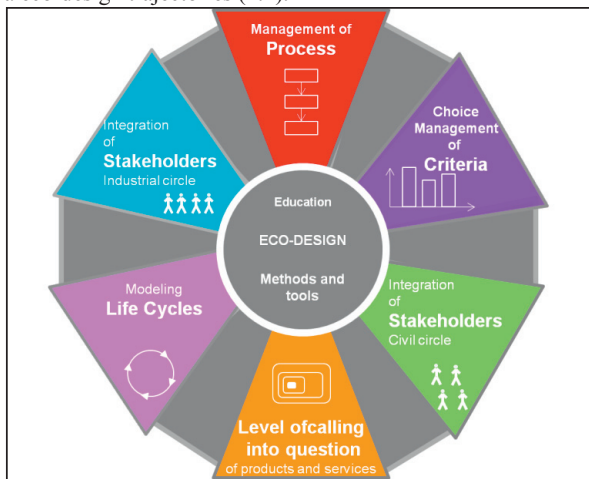 Management of
Process
Choice
Management
of
Criteria
Integration
of
Stakeholders
Civil circle
Level ofcalling
into question
of products and services
Modeling
Life Cycles
Integration
of
Stakeholders
Industrial circle
Education
ECO-DESIGN
Methods and
tools